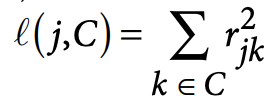 ℓ(j,C) = ∑_{k ∈ C} r_{jk}^{2}